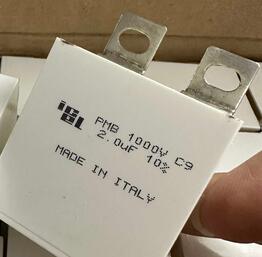 icel
PMB 1000V C9
2.0uF 10%
MADE IN ITALY